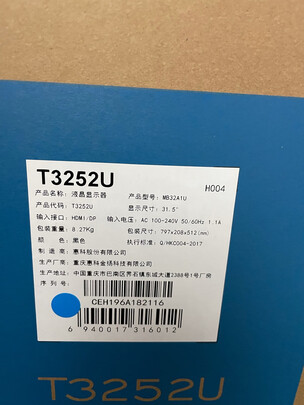 T3252U
H004
产品名称: 液晶显示器 产品型号: MB32A1U
产品代码: T3252U 显示尺寸: 31.5"
输入接口: HDMI/DP 输入电压: AC 100-240V 50/60Hz 1.1A
包装重量: 8.27Kg 包装尺寸: 797×208×512(mm)
颜 色: 黑色 执行标准: Q/HKC004-2017
制 造 商: 惠科股份有限公司
生产厂商: 重庆惠科金扬科技有限公司
生产地址: 中国重庆市巴南区界石镇东城大道2388号1号厂房
序 列 号:
CEH196A182116
6 940017 316012
T3252U